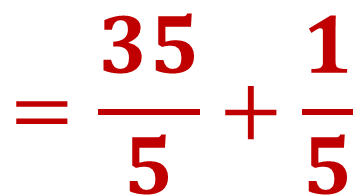 = 35/5 + 1/5